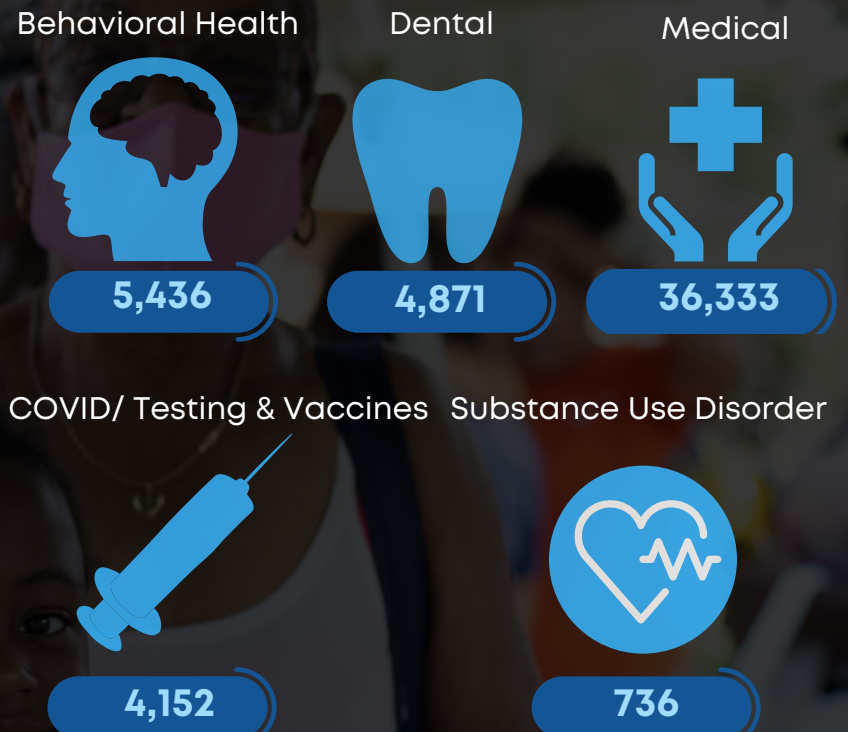 Behavioral Health
Dental
Medical
5,436
4,871
36,333
COVID/ Testing & Vaccines
Substance Use Disorder
4,152
736